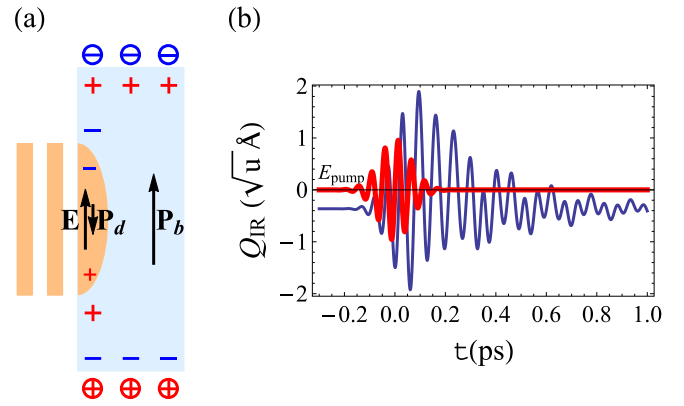 (a)
⊖ ⊖ ⊖
+ + +
−
−
E P_d P_b
+
+
− − −
⊕ ⊕ ⊕
(b)
Q_IR (√u Å)
2
1
0
−1
−2
E_pump
−0.2 0.0 0.2 0.4 0.6 0.8 1.0
t(ps)